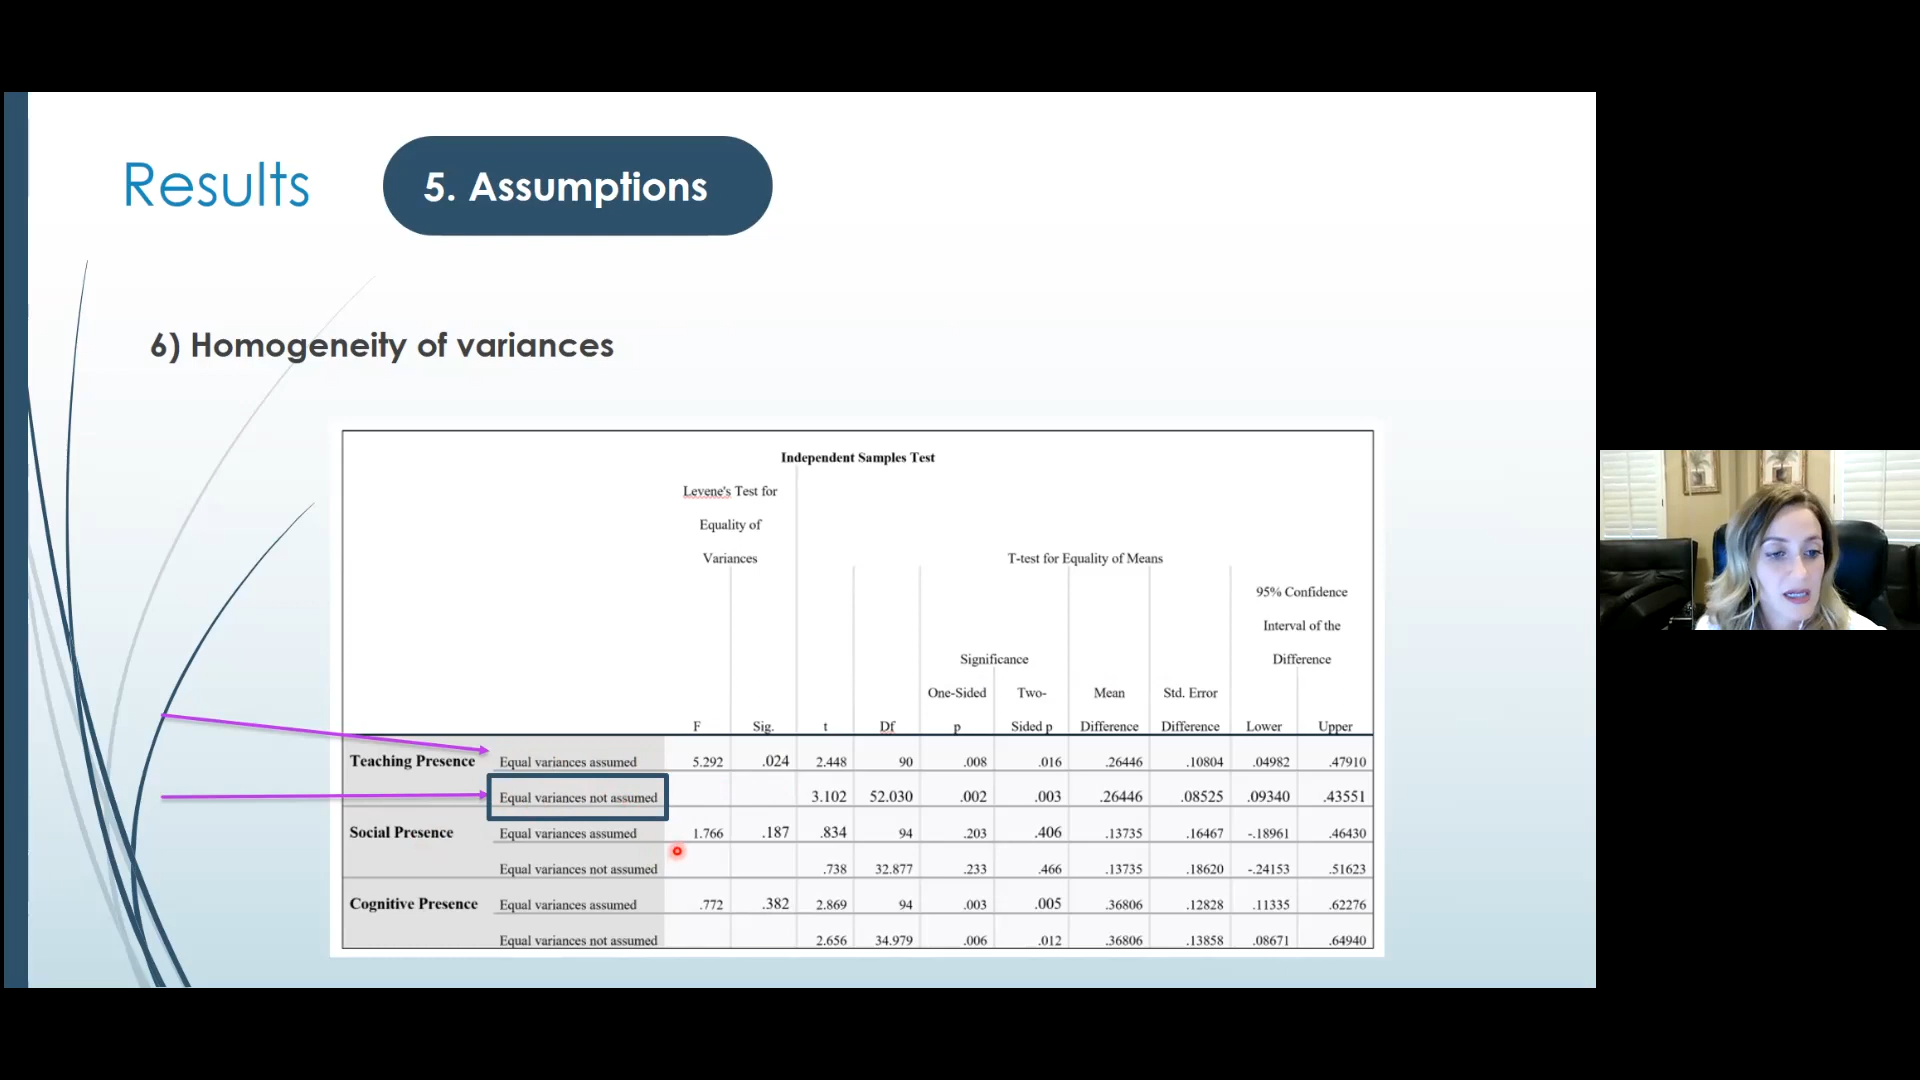 Results
5. Assumptions
6) Homogeneity of variances
Independent Samples Test
Levene's Test for
Equality of
Variances
T-test for Equality of Means
95% Confidence
Interval of the
Difference
Significance
One-Sided Two- Mean Std. Error
F Sig. t Df p Sided p Difference Difference Lower Upper
Teaching Presence Equal variances assumed 5.292 .024 2.448 90 .008 .016 .26446 .10804 .04982 .47910
Equal variances not assumed 3.102 52.030 .002 .003 .26446 .08525 .09340 .43551
Social Presence Equal variances assumed 1.766 .187 .834 94 .203 .406 .13735 .16467 -.18961 .46430
Equal variances not assumed .738 32.877 .233 .466 .13735 .18620 -.24153 .51623
Cognitive Presence Equal variances assumed .772 .382 2.869 94 .003 .005 .36806 .12828 .11335 .62276
Equal variances not assumed 2.656 34.979 .006 .012 .36806 .13858 .08671 .64940